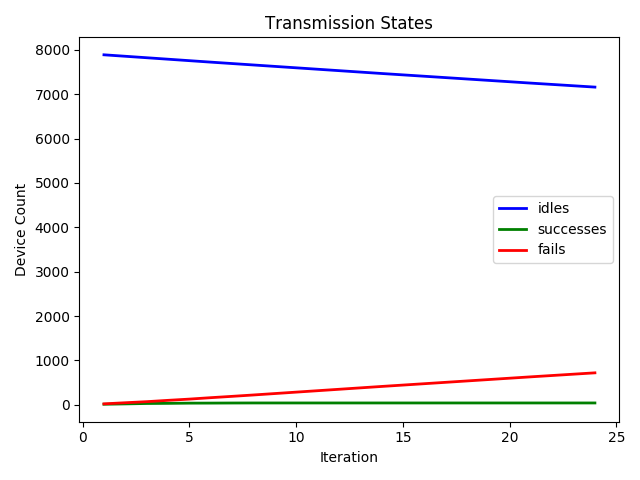 Transmission States
Device Count
8000
7000
6000
5000
4000
3000
2000
1000
0
idles
successes
fails
0 5 10 15 20 25
Iteration